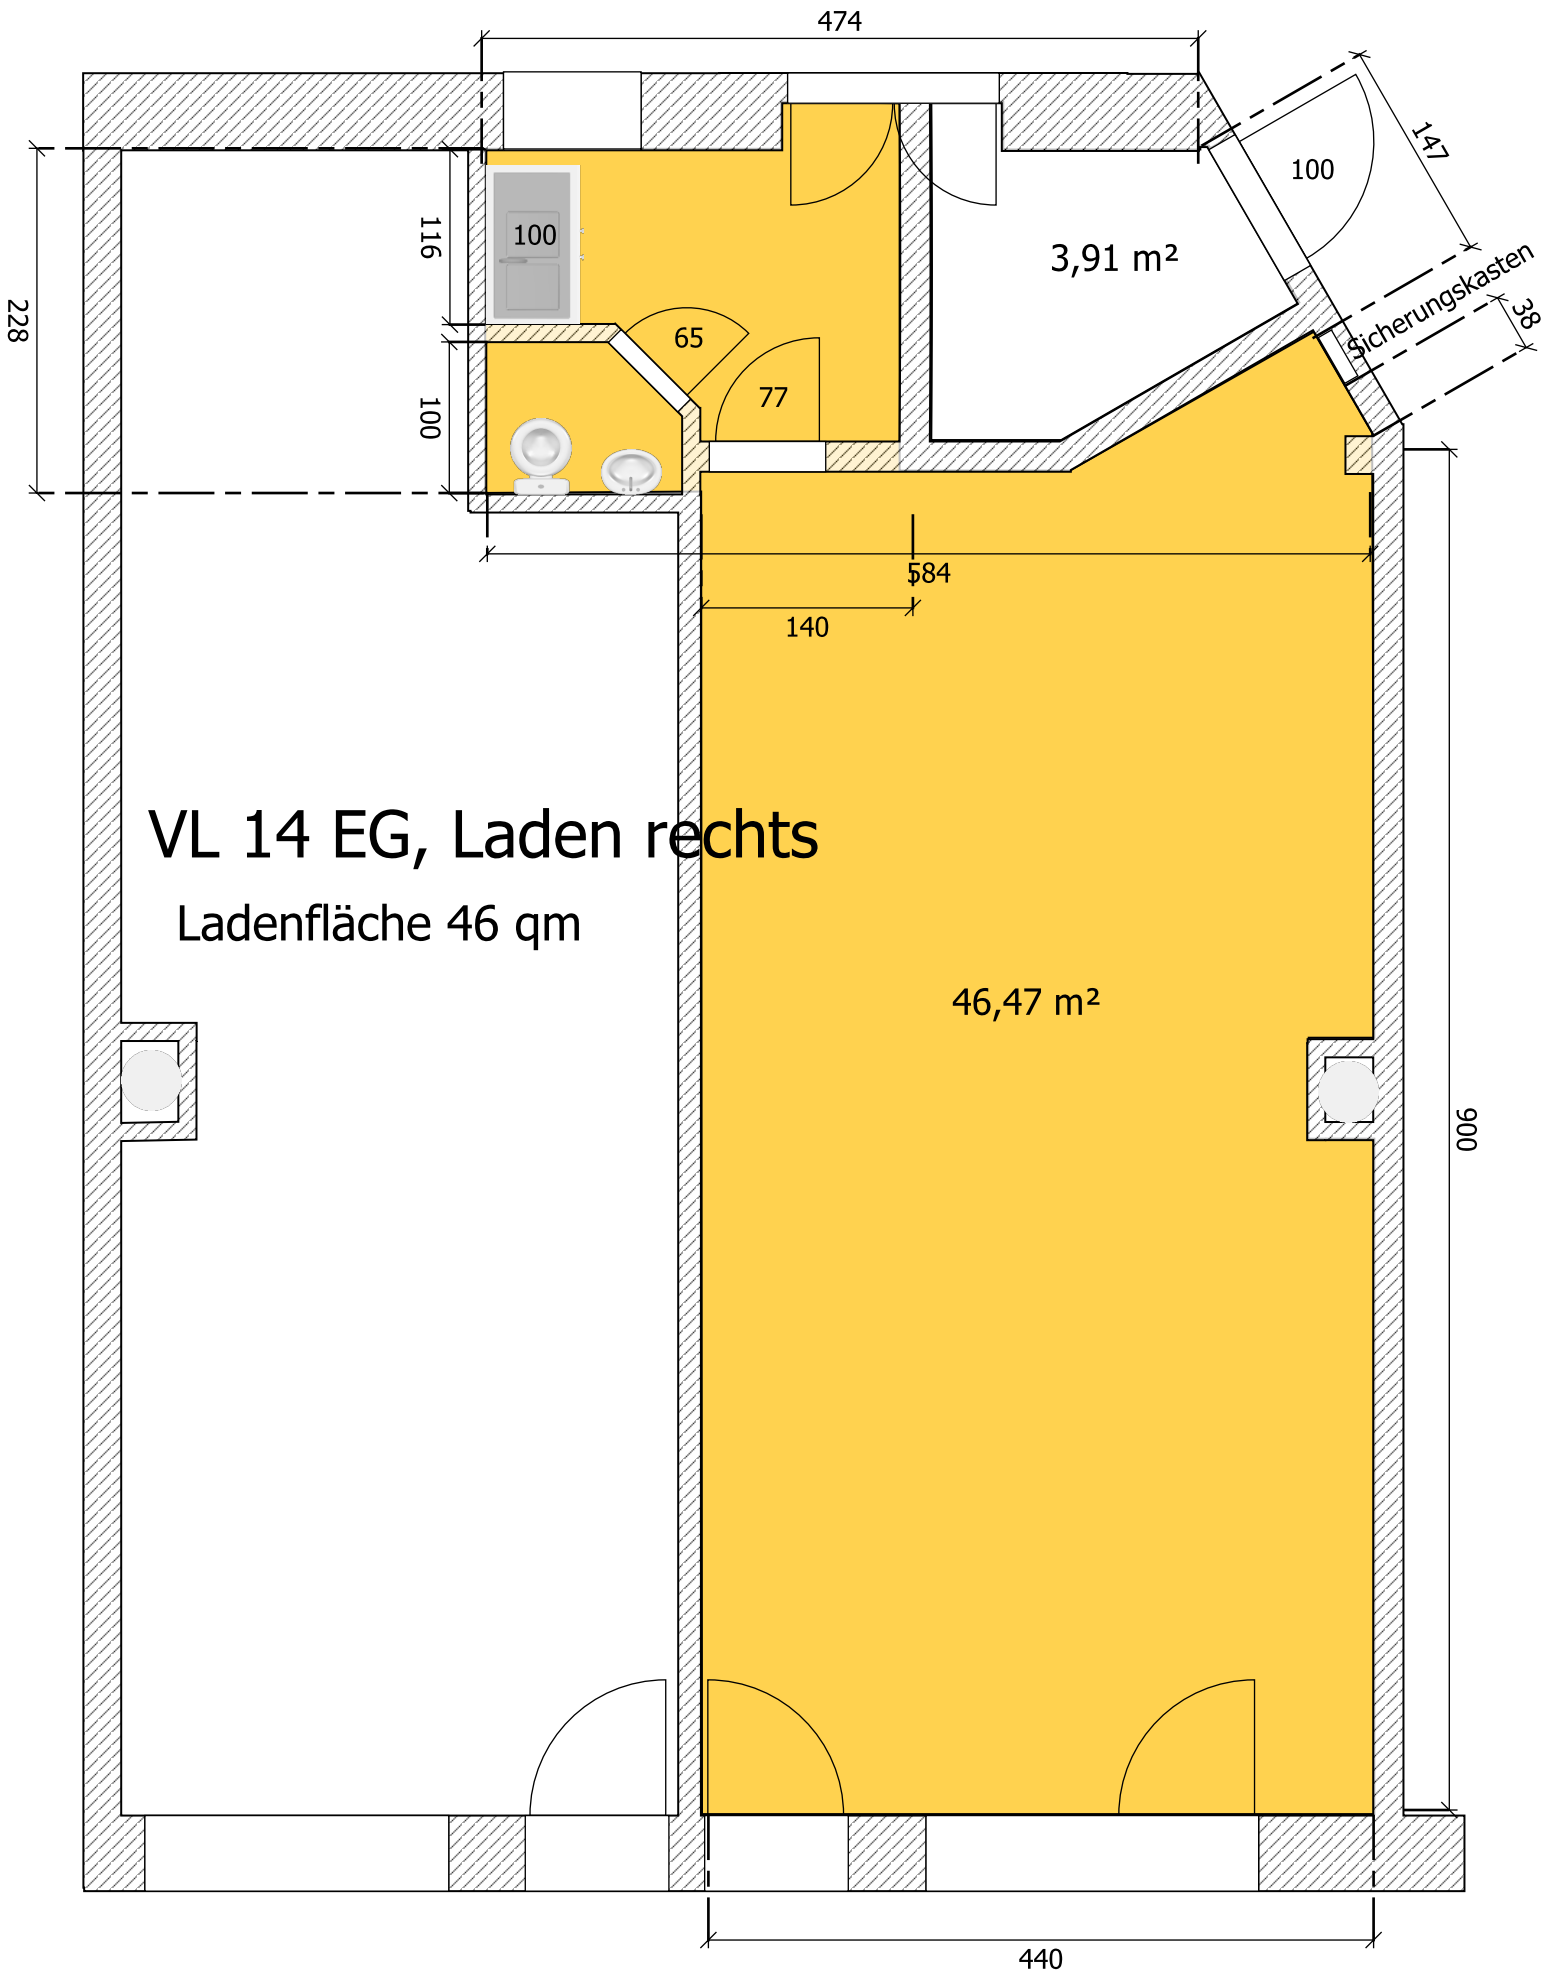 474
147
100
Sicherungskasten
38
3,91 m²
116
100
228
65
77
100
584
140
VL 14 EG, Laden rechts
Ladenfläche 46 qm
46,47 m²
900
440